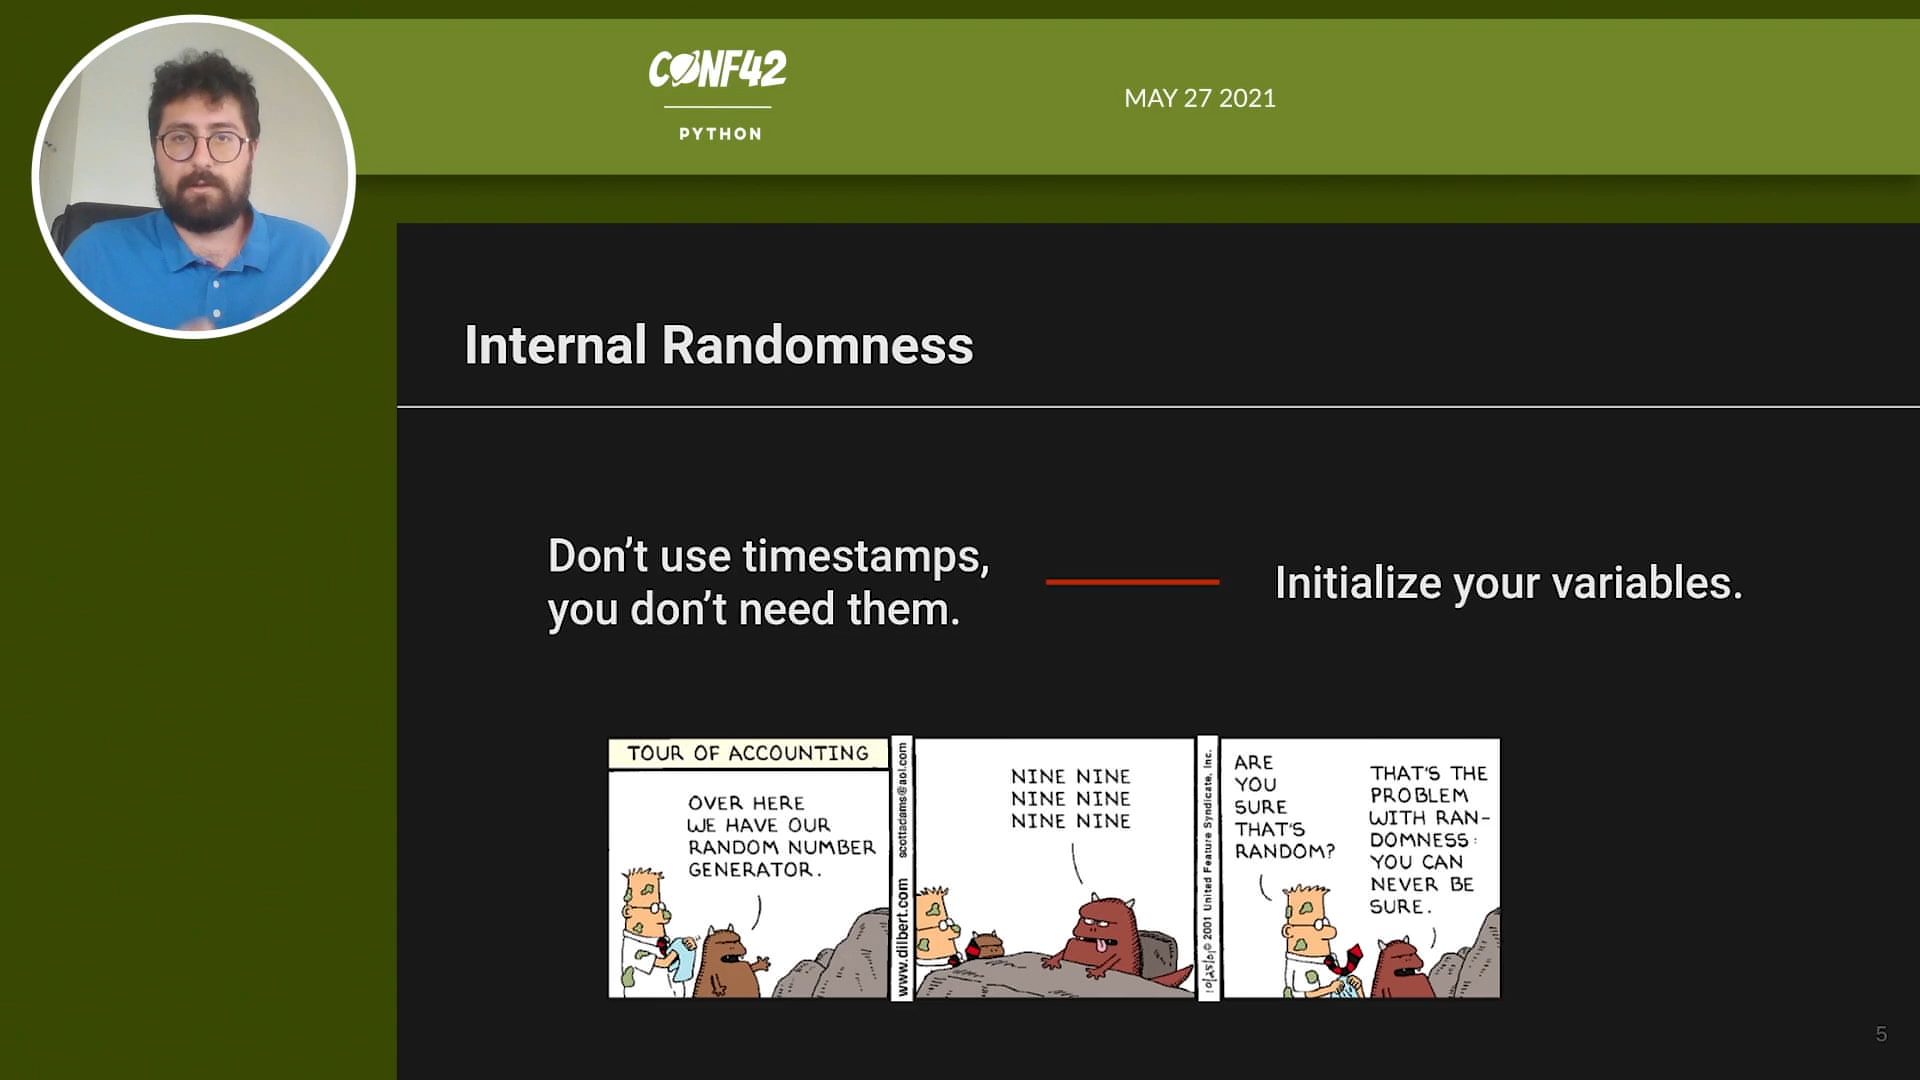 CONF42
PYTHON
MAY 27 2021
Internal Randomness
Don’t use timestamps,
you don’t need them.
Initialize your variables.
TOUR OF ACCOUNTING
OVER HERE
WE HAVE OUR
RANDOM NUMBER
GENERATOR.
www.dilbert.com scottadams@aol.com
NINE NINE
NINE NINE
NINE NINE
10/25/01 © 2001 United Feature Syndicate, Inc.
ARE
YOU
SURE
THAT'S
RANDOM?
THAT'S THE
PROBLEM
WITH RAN-
DOMNESS:
YOU CAN
NEVER BE
SURE.
5